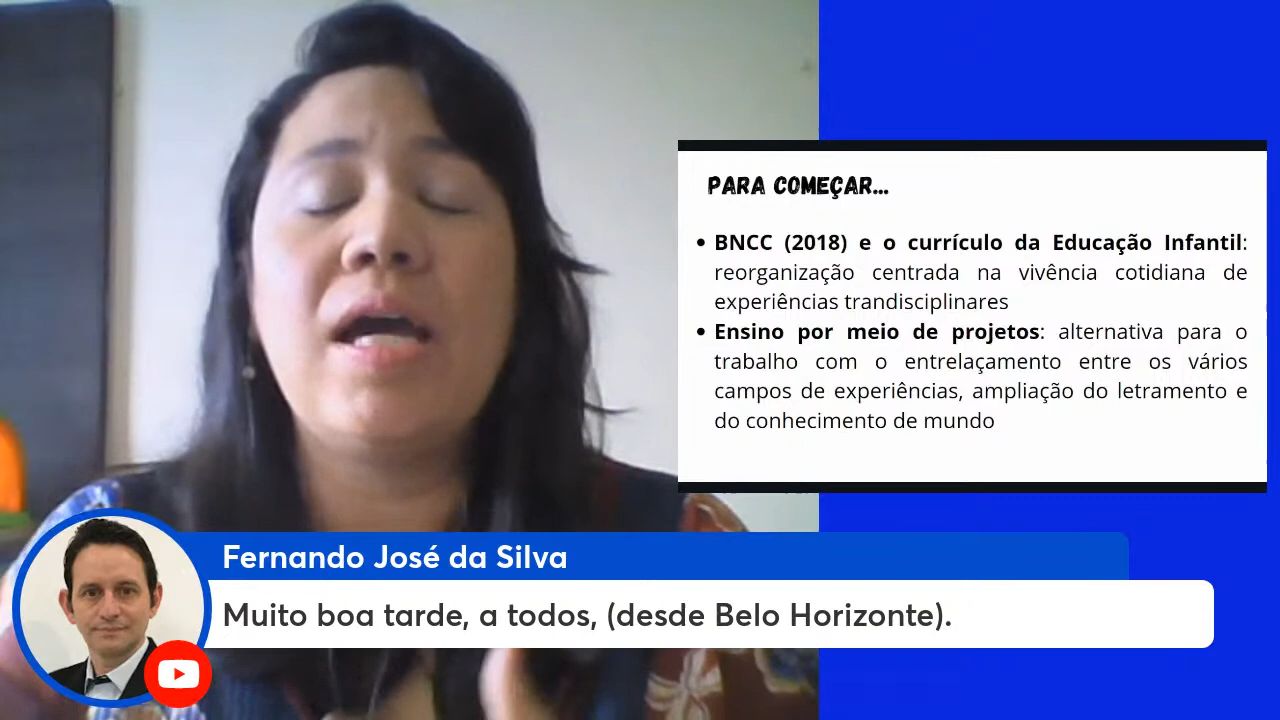 PARA COMEÇAR...
• BNCC (2018) e o currículo da Educação Infantil:
reorganização centrada na vivência cotidiana de
experiências trandisciplinares
• Ensino por meio de projetos: alternativa para o
trabalho com o entrelaçamento entre os vários
campos de experiências, ampliação do letramento e
do conhecimento de mundo
Fernando José da Silva
Muito boa tarde, a todos, (desde Belo Horizonte).